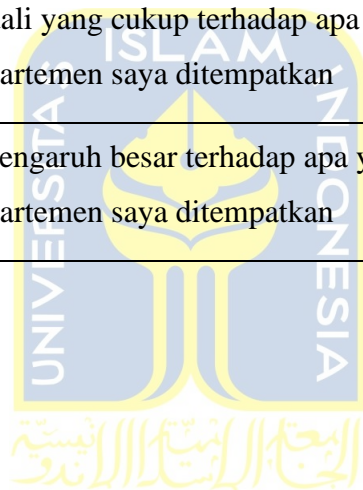 ali yang cukup terhadap apa
artemen saya ditempatkan
engaruh besar terhadap apa y
artemen saya ditempatkan
ISLAM
UNIVERSITAS
INDONESIA